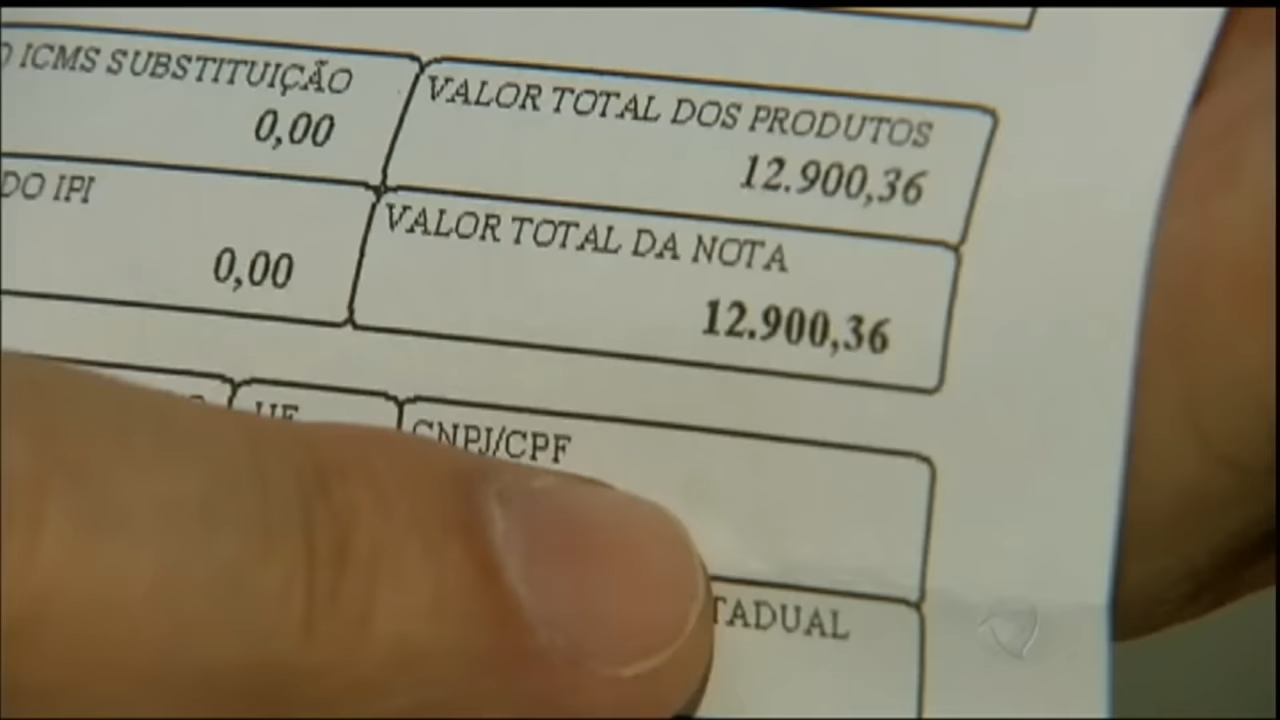 O ICMS SUBSTITUIÇÃO
0,00
VALOR TOTAL DOS PRODUTOS
12.900,36
DO IPI
0,00
VALOR TOTAL DA NOTA
12.900,36
UF
CNPJ/CPF
TADUAL